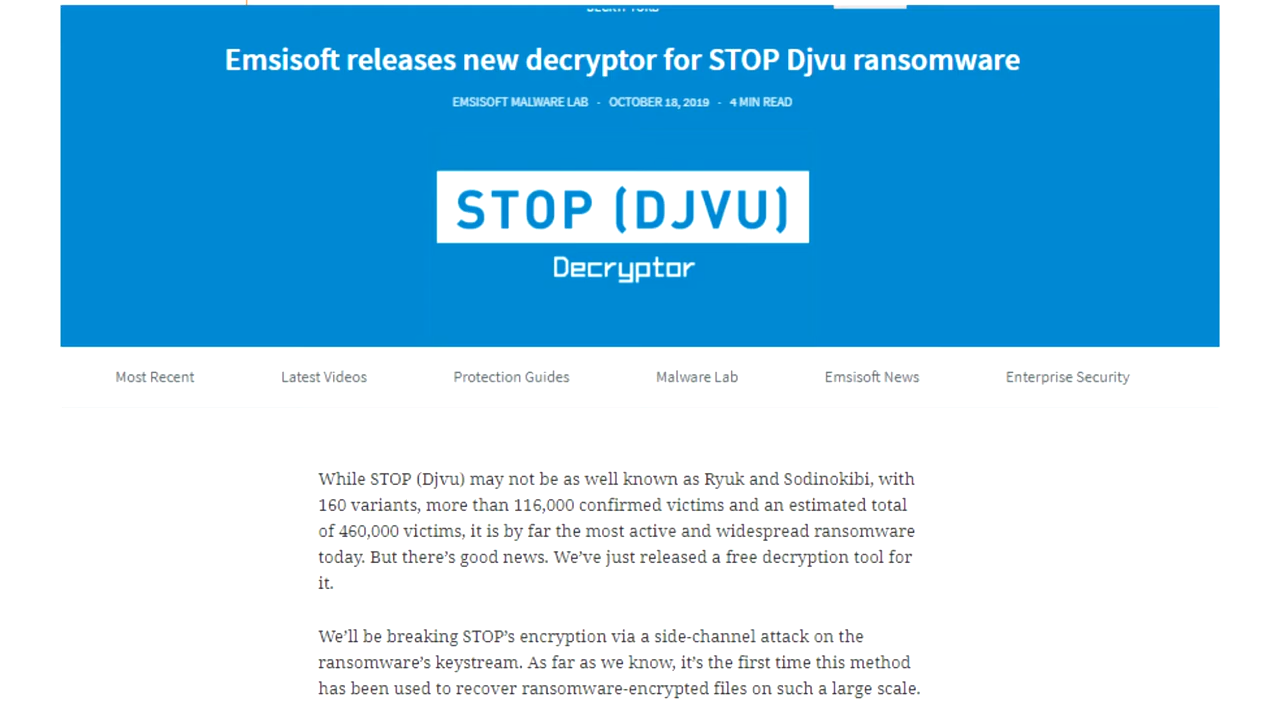 Emsisoft releases new decryptor for STOP Djvu ransomware
EMSISOFT MALWARE LAB - OCTOBER 18, 2019 - 4 MIN READ
STOP (DJVU)
Decryptor
Most Recent Latest Videos Protection Guides Malware Lab Emsisoft News Enterprise Security
While STOP (Djvu) may not be as well known as Ryuk and Sodinokibi, with
160 variants, more than 116,000 confirmed victims and an estimated total
of 460,000 victims, it is by far the most active and widespread ransomware
today. But there’s good news. We’ve just released a free decryption tool for
it.
We’ll be breaking STOP’s encryption via a side-channel attack on the
ransomware’s keystream. As far as we know, it’s the first time this method
has been used to recover ransomware-encrypted files on such a large scale.